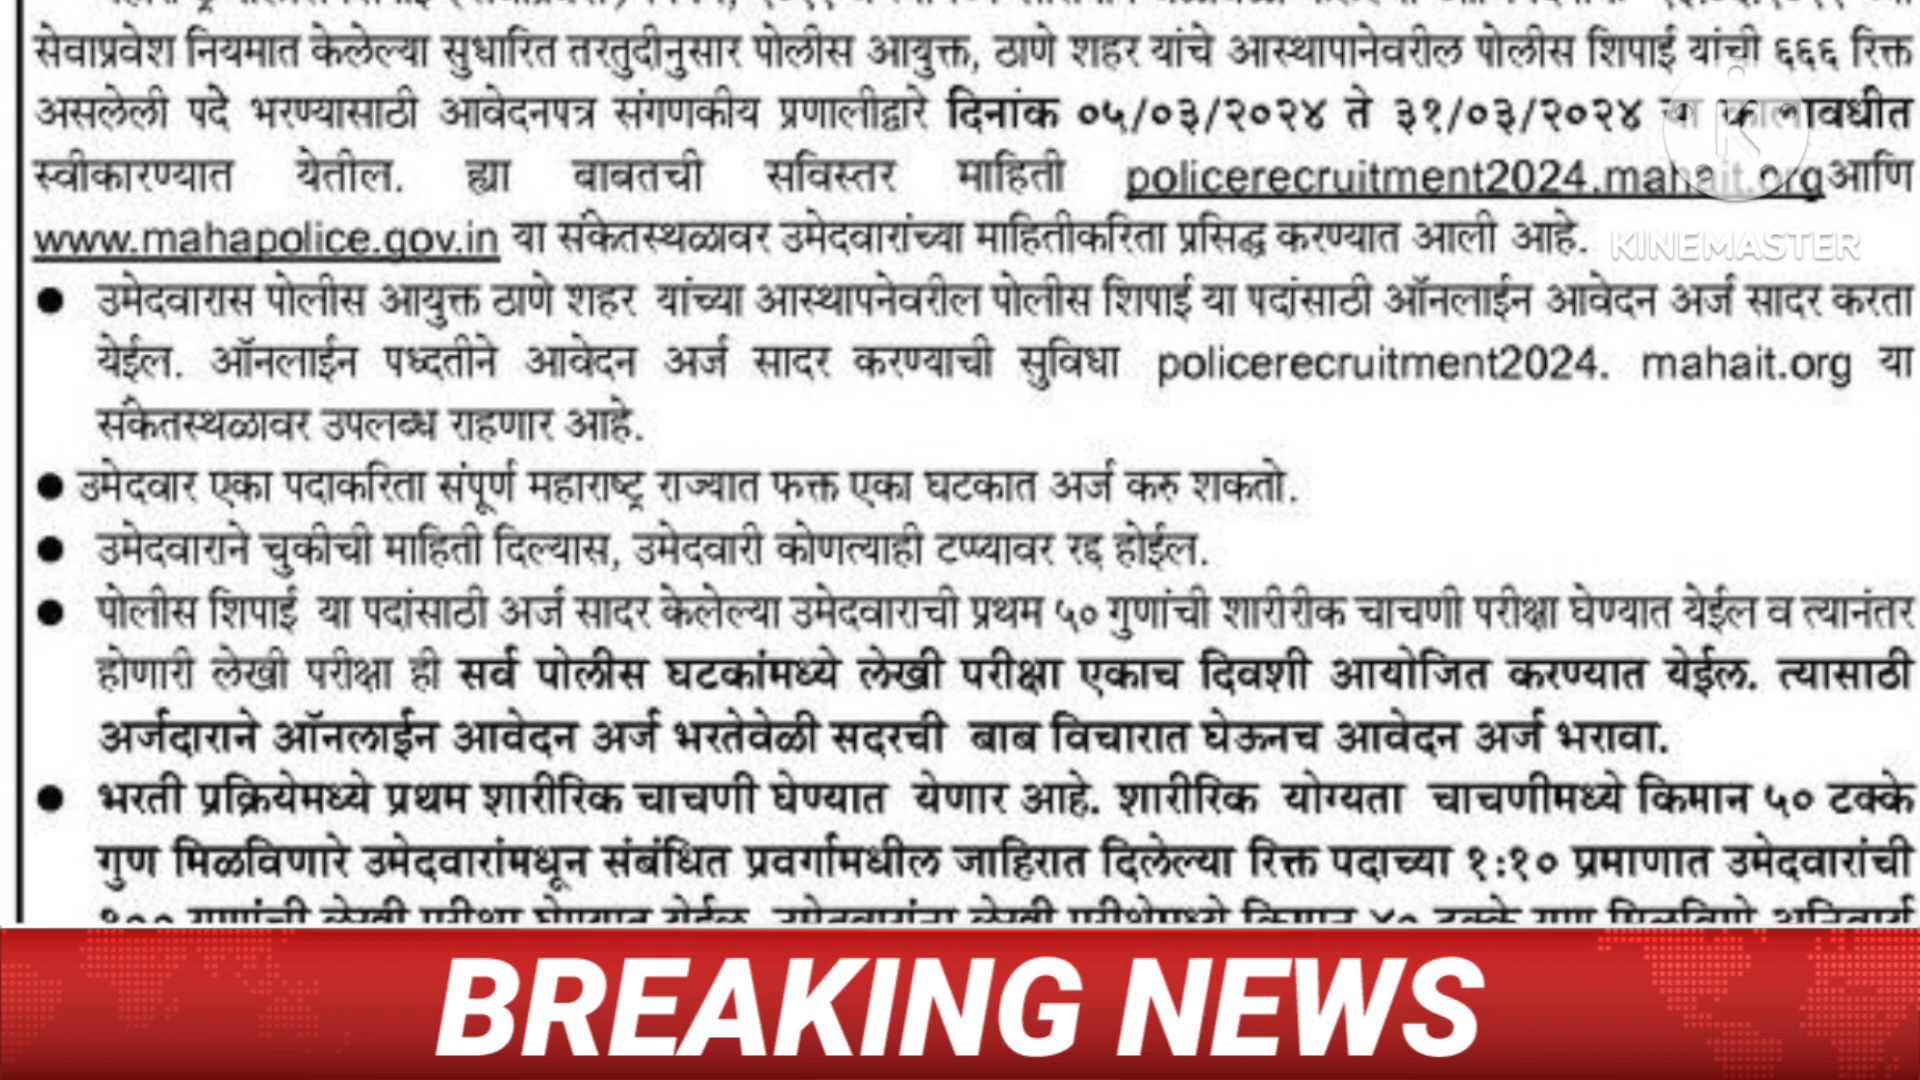 सेवाप्रवेश नियमात केलेल्या सुधारित तरतुदीनुसार पोलीस आयुक्त, ठाणे शहर यांचे आस्थापानेवरील पोलीस शिपाई यांची ६६६ रिक्त
असलेली पदे भरण्यासाठी आवेदनपत्र संगणकीय प्रणालीद्वारे दिनांक ०५/०३/२०२४ ते ३१/०३/२०२४ या कालावधीत
स्वीकारण्यात येतील. ह्या बाबतची सविस्तर माहिती policerecruitment2024.mahait.orgआणि
www.mahapolice.gov.in या संकेतस्थळावर उमेदवारांच्या माहितीकरिता प्रसिद्ध करण्यात आली आहे.
KINEMASTER
● उमेदवारास पोलीस आयुक्त ठाणे शहर यांच्या आस्थापनेवरील पोलीस शिपाई या पदांसाठी ऑनलाईन आवेदन अर्ज सादर करता
येईल. ऑनलाईन पध्दतीने आवेदन अर्ज सादर करण्याची सुविधा policerecruitment2024. mahait.org या
संकेतस्थळावर उपलब्ध राहणार आहे.
● उमेदवार एका पदाकरिता संपूर्ण महाराष्ट्र राज्यात फक्त एका घटकात अर्ज करु शकतो.
● उमेदवाराने चुकीची माहिती दिल्यास, उमेदवारी कोणत्याही टप्प्यावर रद्द होईल.
● पोलीस शिपाई या पदांसाठी अर्ज सादर केलेल्या उमेदवाराची प्रथम ५० गुणांची शारीरीक चाचणी परीक्षा घेण्यात येईल व त्यानंतर
होणारी लेखी परीक्षा ही सर्व पोलीस घटकांमध्ये लेखी परीक्षा एकाच दिवशी आयोजित करण्यात येईल. त्यासाठी
अर्जदाराने ऑनलाईन आवेदन अर्ज भरतेवेळी सदरची बाब विचारात घेऊनच आवेदन अर्ज भरावा.
● भरती प्रक्रियेमध्ये प्रथम शारीरिक चाचणी घेण्यात येणार आहे. शारीरिक योग्यता चाचणीमध्ये किमान ५० टक्के
गुण मिळविणारे उमेदवारांमधून संबंधित प्रवर्गामधील जाहिरात दिलेल्या रिक्त पदाच्या १:१० प्रमाणात उमेदवारांची
BREAKING NEWS